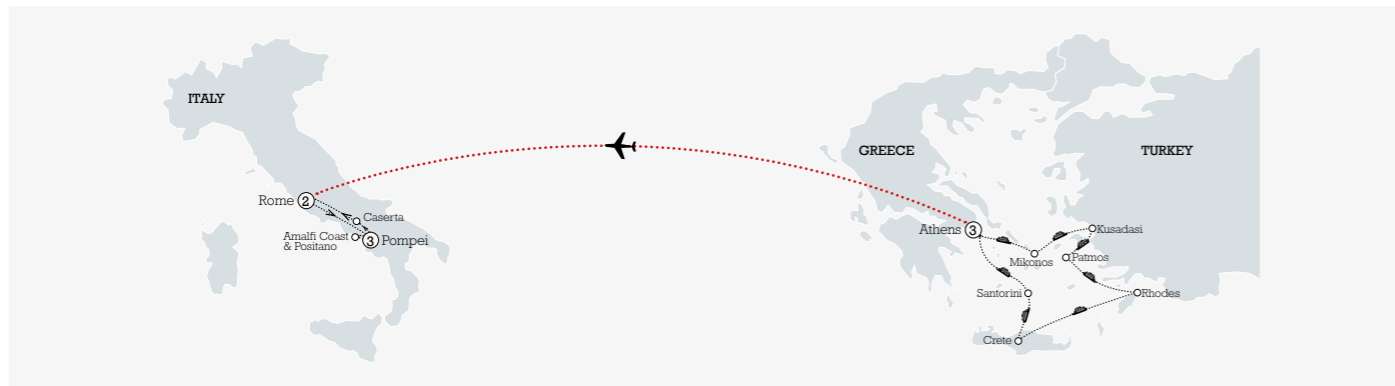 ITALY
GREECE
TURKEY
Rome 2
Caserta
Amalfi Coast
& Positano
3 Pompei
Athens 3
Kusadasi
Mikonos
Patmos
Santorini
Rhodes
Crete